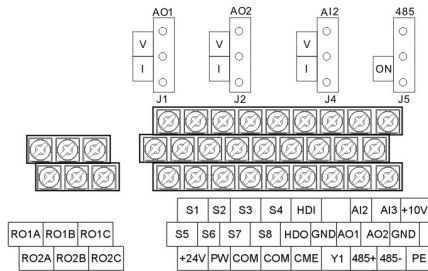 AO1 AO2 AI2 485
V V V
I I I ON
J1 J2 J4 J5
S1 S2 S3 S4 HDI AI2 AI3 +10V
RO1A RO1B RO1C S5 S6 S7 S8 HDO GND AO1 AO2 GND
RO2A RO2B RO2C +24V PW COM COM CME Y1 485+ 485- PE